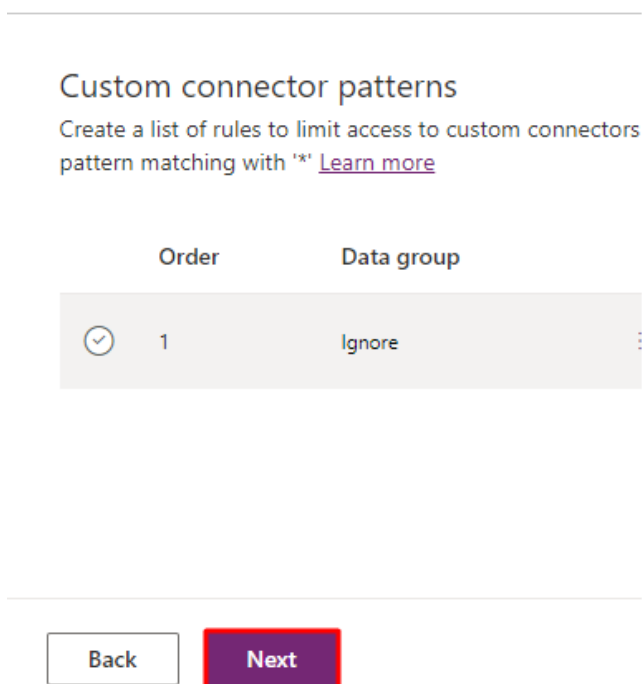 Custom connector patterns
Create a list of rules to limit access to custom connectors
pattern matching with '*' Learn more
Order Data group
1 Ignore
Back Next